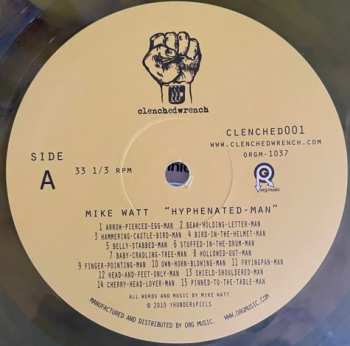 clenchedwrench
CLENCHED001
WWW.CLENCHEDWRENCH.COM
ORGM-1037
SIDE
A
33 1/3 RPM
ORG MUSIC
MIKE WATT "HYPHENATED-MAN"
1 ARROW-PIERCED-EGG-MAN 2 BEAK-HOLDING-LETTER-MAN
3 HAMMERING-CASTLE-BIRD-MAN 4 BIRD-IN-THE-HELMET-MAN
5 BELLY-STABBED-MAN 6 STUFFED-IN-THE-DRUM-MAN
7 BABY-CRADLING-TREE-MAN 8 HOLLOWED-OUT-MAN
9 FINGER-POINTING-MAN 10 OWN-HORN-BLOWING-MAN 11 FRYINGPAN-MAN
12 HEAD-AND-FEET-ONLY-MAN 13 SHIELD-SHOULDERED-MAN
14 CHERRY-HEAD-LOVER-MAN 15 PINNED-TO-THE-TABLE-MAN
ALL WORDS AND MUSIC BY MIKE WATT
© 2010 THUNDERSPIELS
MANUFACTURED AND DISTRIBUTED BY ORG MUSIC. WWW.ORGMUSIC.COM